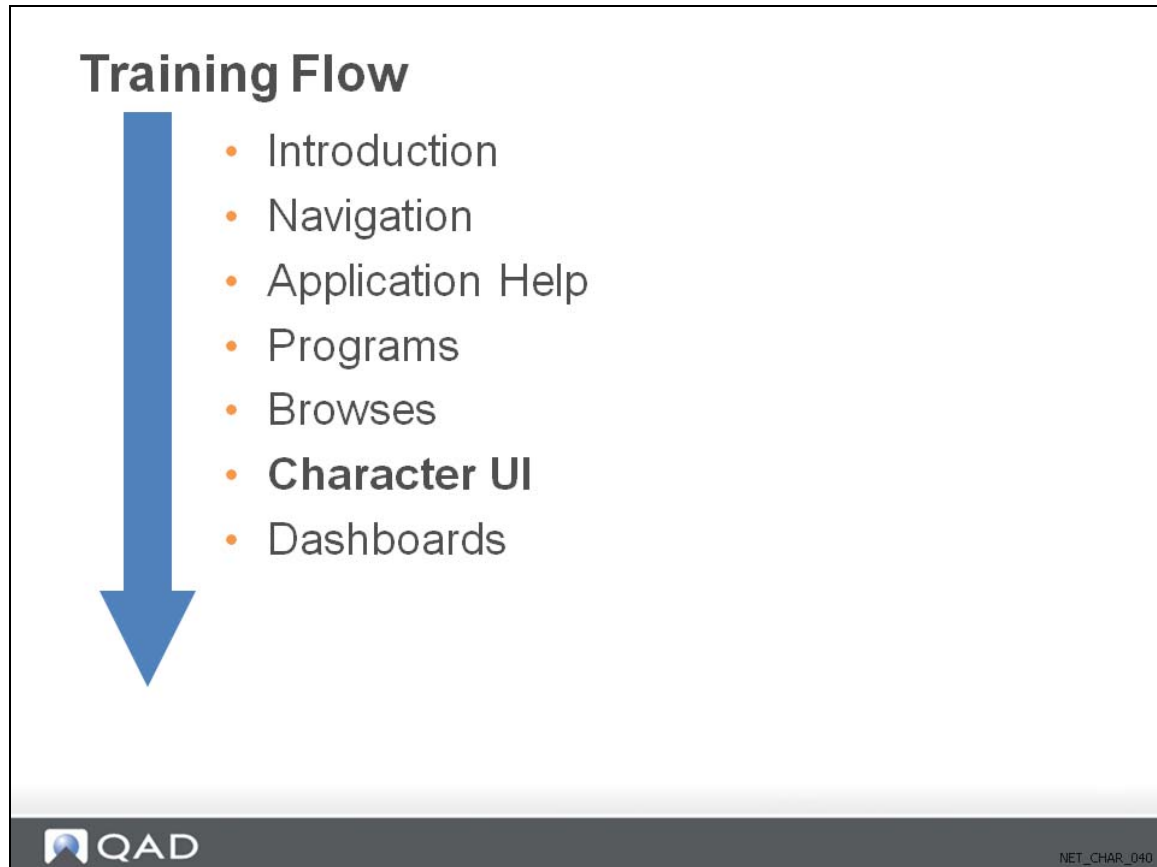 Training Flow
• Introduction
• Navigation
• Application Help
• Programs
• Browses
• Character UI
• Dashboards
QAD
NET_CHAR_040